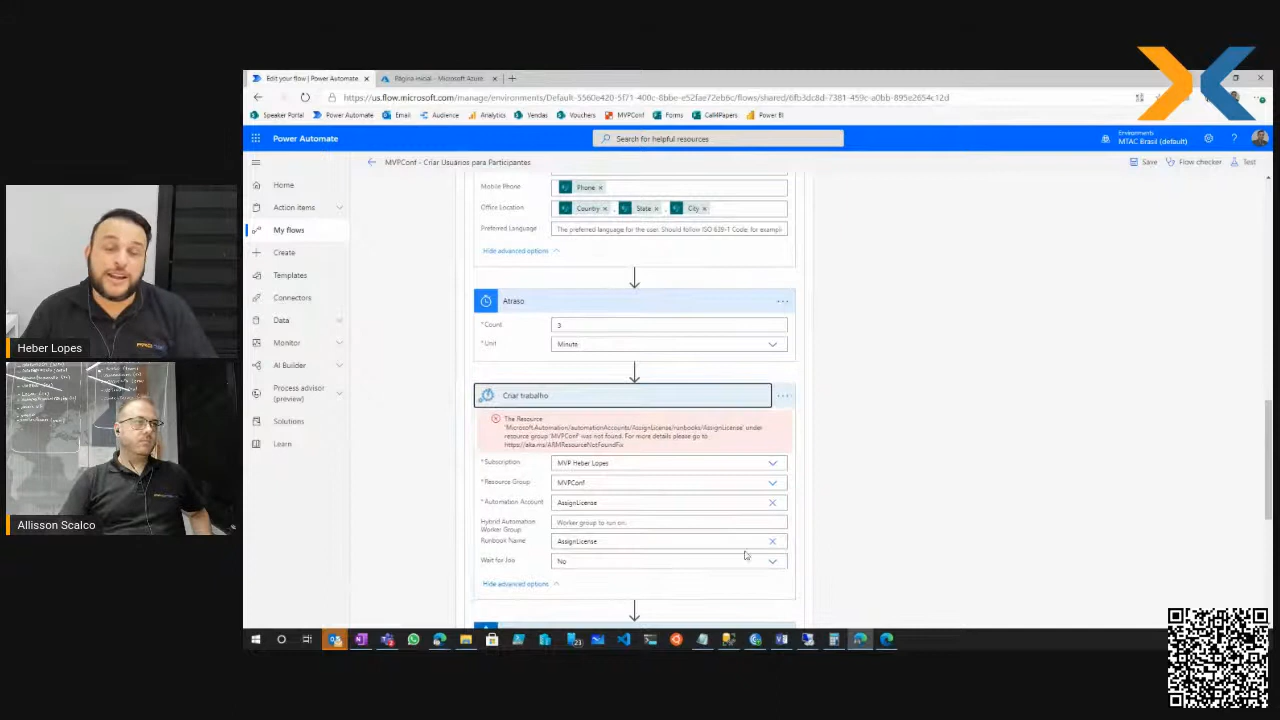 Edit your flow | Power Automate
Página inicial - Microsoft Azure
https://us.flow.microsoft.com/manage/environments/Default-5560e420-5f71-400c-8bbe-e52fae72eb6c/flows/shared/6fb3dc8d-7381-459c-a0bb-895e2654c12d
Speaker Portal
Power Automate
Email
Audience
Analytics
Vendas
Vouchers
MVPConf
Forms
Call4Papers
Power BI
Power Automate
Search for helpful resources
Environments
MTAC Brasil (default)
MVPConf - Criar Usuários para Participantes
Save
Flow checker
Test
Home
Action items
My flows
Create
Templates
Connectors
Data
Monitor
AI Builder
Process advisor
(preview)
Solutions
Learn
Mobile Phone
Phone
Office Location
Country
State
City
Preferred Language
The preferred language for the user. Should follow ISO 639-1 Code; for exampl
Hide advanced options
Atraso
*Count
3
*Unit
Minute
Criar trabalho
The Resource
'Microsoft.Automation/automationAccounts/AssignLicense/runbooks/AssignLicense' under
resource group 'MVPConf' was not found. For more details please go to
https://aka.ms/ARMResourceNotFoundFix
*Subscription
MVP Heber Lopes
*Resource Group
MVPConf
*Automation Account
AssignLicense
Hybrid Automation
Worker Group
Worker group to run on.
Runbook Name
AssignLicense
Wait for Job
No
Hide advanced options
Heber Lopes
Allisson Scalco